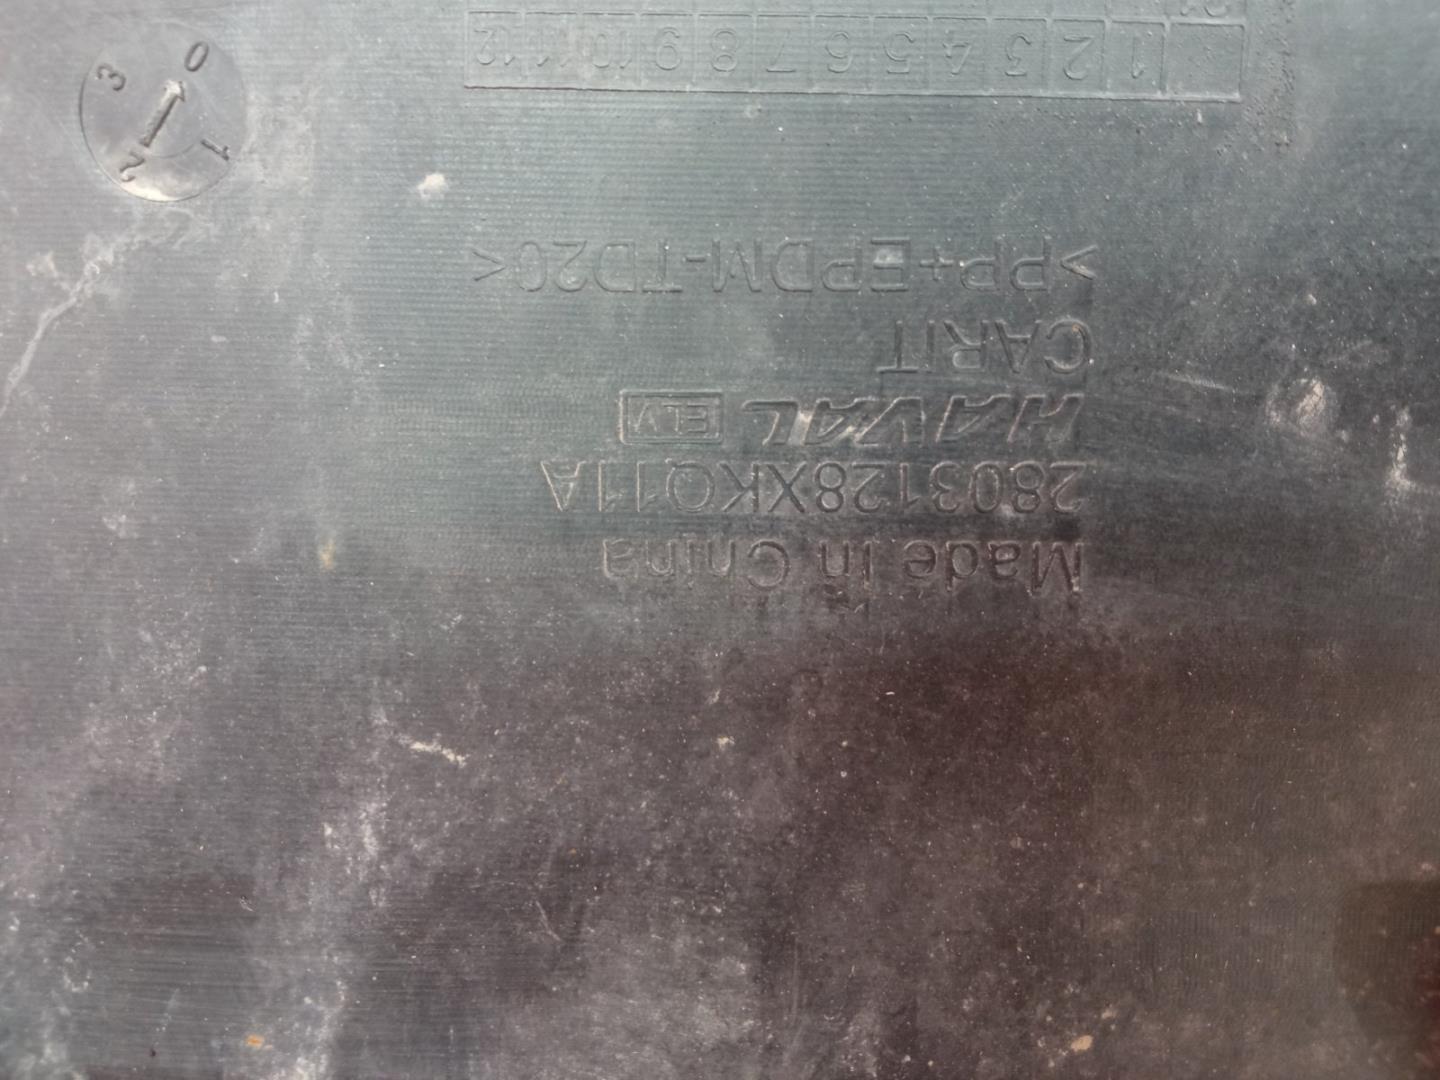 Made in China
2803128XKQ11A
HAVAL ELV
CARIT
>PP+EPDM-TD20<
1 2 3 4 5 6 7 8 9 10 11 12
21
0 1 2 3